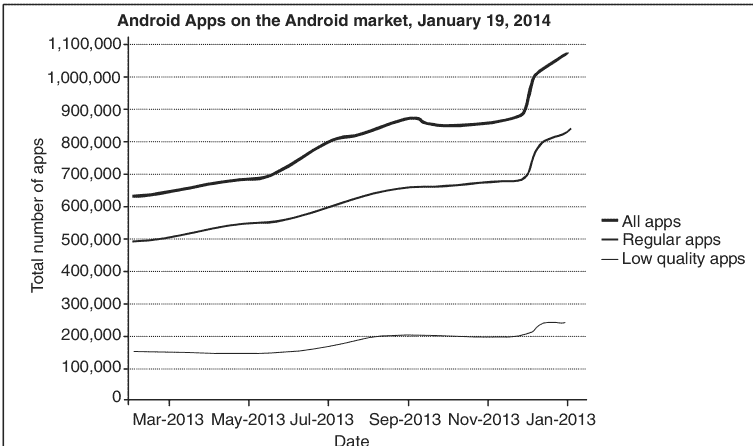 Android Apps on the Android market, January 19, 2014
1,100,000
1,000,000
900,000
800,000
700,000
600,000
500,000
400,000
300,000
200,000
100,000
0
Total number of apps
All apps
Regular apps
Low quality apps
Mar-2013 May-2013 Jul-2013 Sep-2013 Nov-2013 Jan-2013
Date